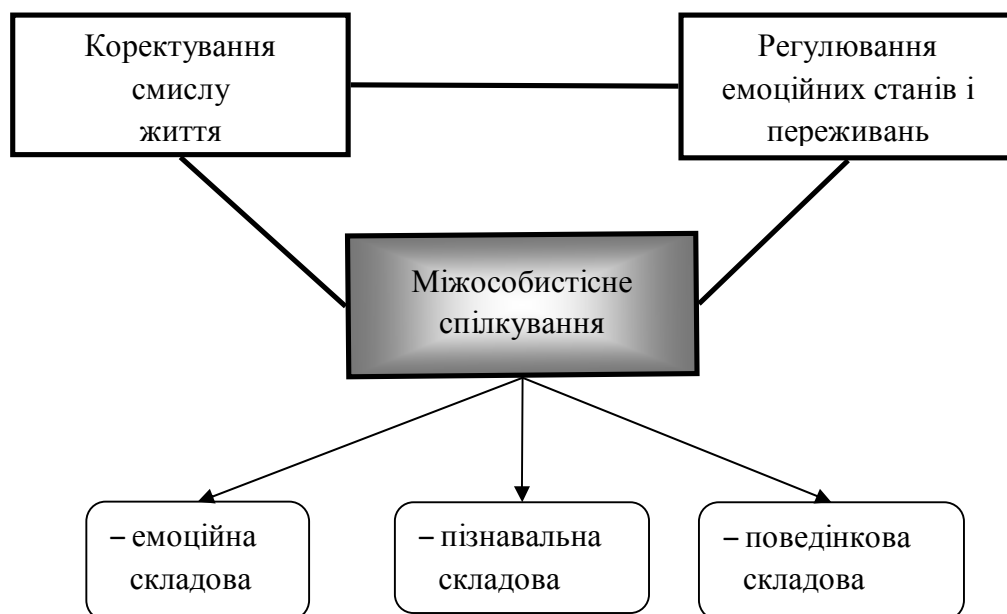 Коректування
смислу
життя
Регулювання
емоційних станів і
переживань
Міжособистісне
спілкування
– емоційна
складова
– пізнавальна
складова
– поведінкова
складова